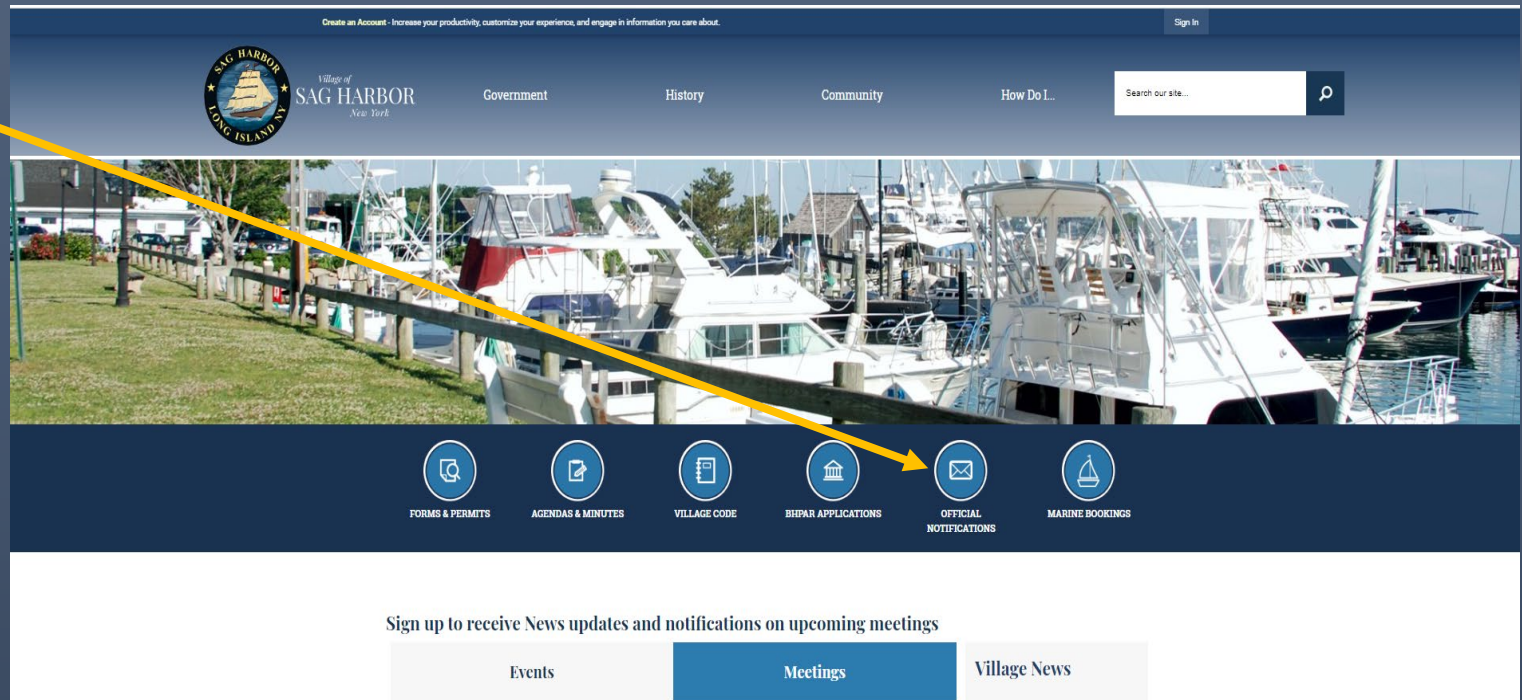 Create an Account - Increase your productivity, customize your experience, and engage in information you care about.
Sign In
SAG HARBOR
LONG ISLAND NY
Village of
SAG HARBOR
New York
Government
History
Community
How Do I...
Search our site...
FORMS & PERMITS
AGENDAS & MINUTES
VILLAGE CODE
BHPAR APPLICATIONS
OFFICIAL
NOTIFICATIONS
MARINE BOOKINGS
Sign up to receive News updates and notifications on upcoming meetings
Events
Meetings
Village News